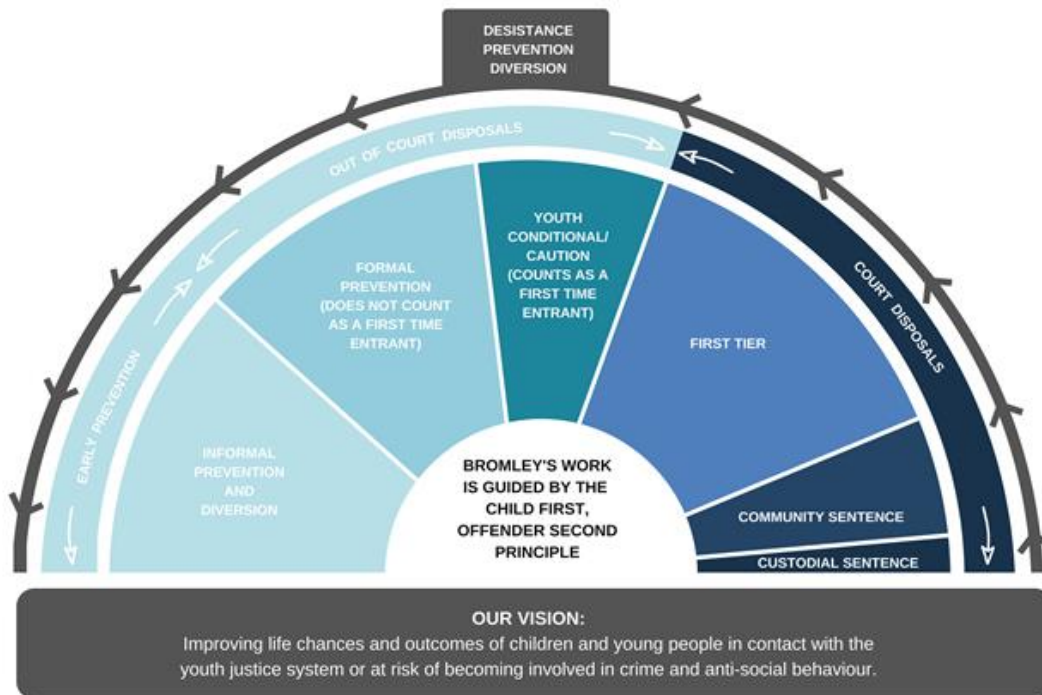 DESISTANCE
PREVENTION
DIVERSION
OUT OF COURT DISPOSALS
EARLY PREVENTION
COURT DISPOSALS
INFORMAL
PREVENTION
AND
DIVERSION
FORMAL
PREVENTION
(DOES NOT COUNT
AS A FIRST TIME
ENTRANT)
YOUTH
CONDITIONAL/
CAUTION
(COUNTS AS A
FIRST TIME
ENTRANT)
FIRST TIER
COMMUNITY SENTENCE
CUSTODIAL SENTENCE
BROMLEY'S WORK
IS GUIDED BY THE
CHILD FIRST,
OFFENDER SECOND
PRINCIPLE
OUR VISION:
Improving life chances and outcomes of children and young people in contact with the
youth justice system or at risk of becoming involved in crime and anti-social behaviour.